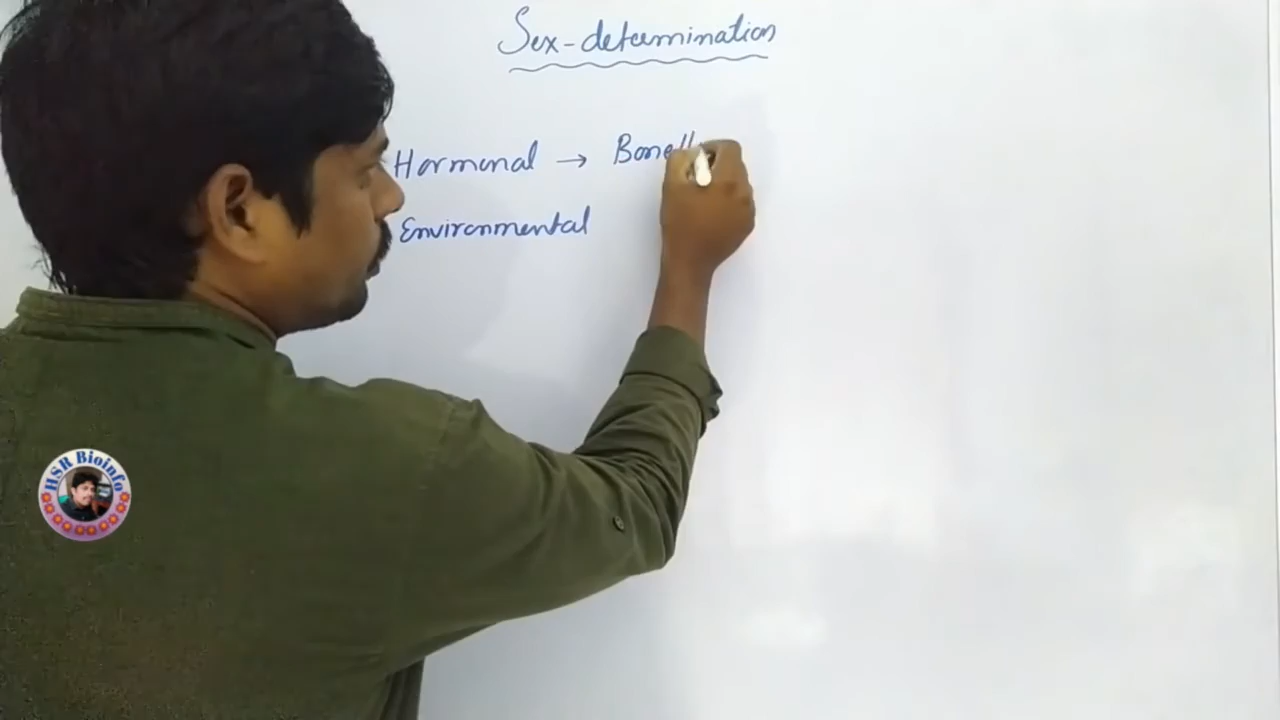 Sex-determination
Hormonal → Bonell
Environmental
HSR Bioinfo